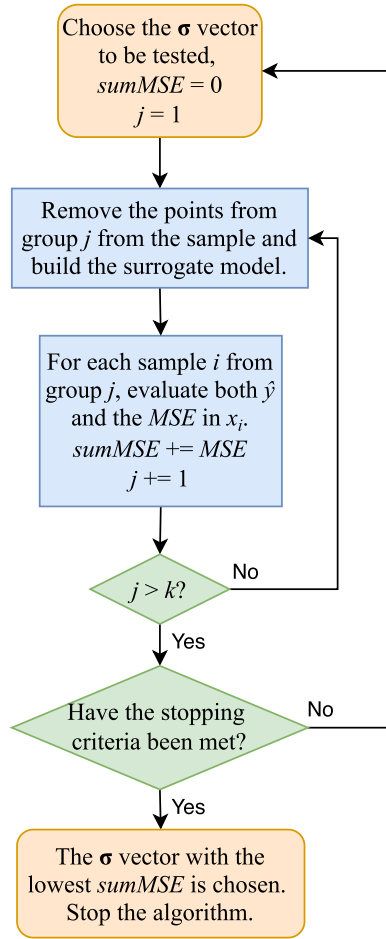 Choose the σ vector
to be tested,
sumMSE = 0
j = 1
Remove the points from
group j from the sample and
build the surrogate model.
For each sample i from
group j, evaluate both ŷ
and the MSE in xᵢ.
sumMSE += MSE
j += 1
j > k?
No
Yes
Have the stopping
criteria been met?
No
Yes
The σ vector with the
lowest sumMSE is chosen.
Stop the algorithm.